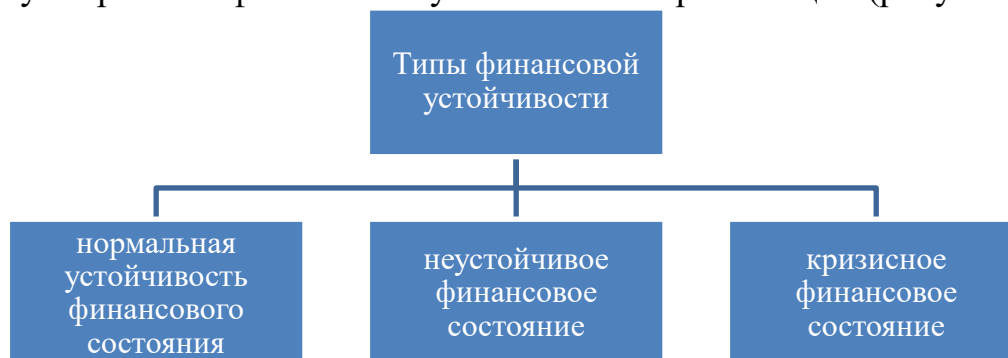 Типы финансовой
устойчивости
нормальная
устойчивость
финансового
состояния
неустойчивое
финансовое
состояние
кризисное
финансовое
состояние